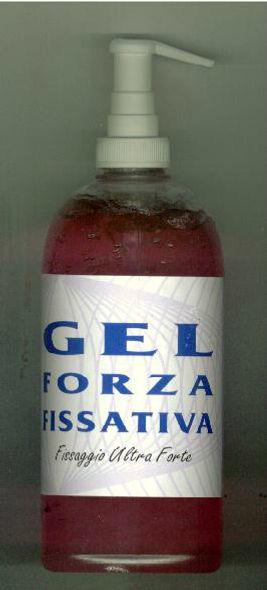 GEL
FORZA
FISSATIVA
Fissaggio Ultra Forte